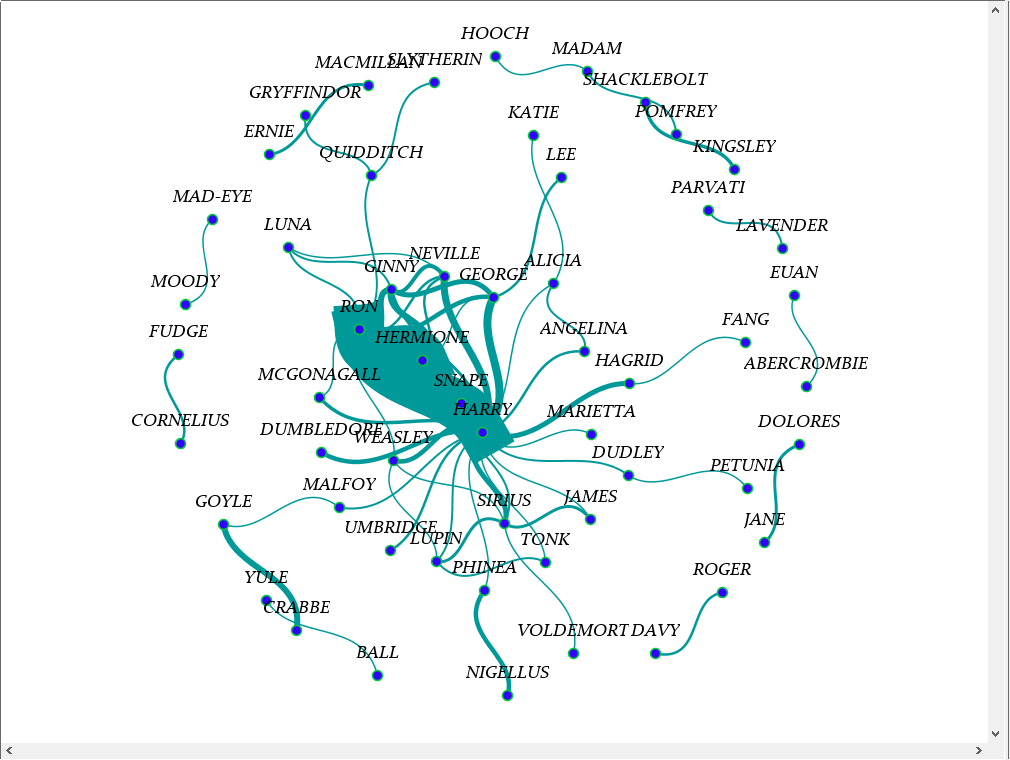 HOOCH
MADAM
MACMILLAN
SLYTHERIN
SHACKLEBOLT
GRYFFINDOR
KATIE
POMFREY
ERNIE
QUIDDITCH
LEE
KINGSLEY
MAD-EYE
PARVATI
LUNA
LAVENDER
NEVILLE
GINNY
GEORGE
ALICIA
MOODY
EUAN
RON
FUDGE
HERMIONE
ANGELINA
FANG
MCGONAGALL
SNAPE
HAGRID
ABERCROMBIE
CORNELIUS
HARRY
MARIETTA
DOLORES
DUMBLEDORE
WEASLEY
DUDLEY
PETUNIA
MALFOY
GOYLE
SIRIUS
JAMES
JANE
UMBRIDGE
LUPIN
TONK
YULE
PHINEA
ROGER
CRABBE
BALL
VOLDEMORT
DAVY
NIGELLUS